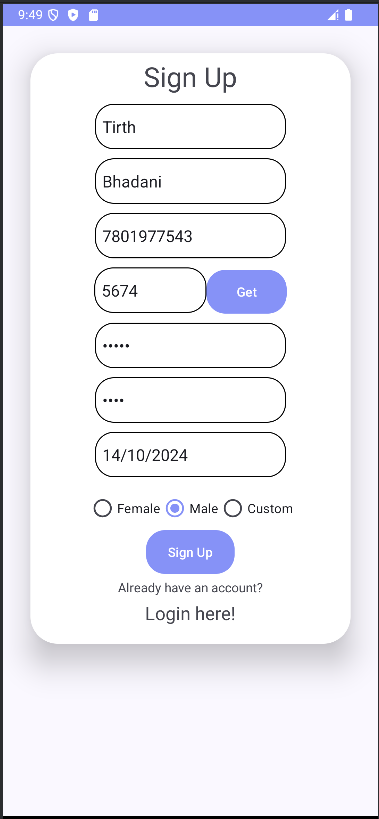 9:49
Sign Up
Tirth
Bhadani
7801977543
5674 Get
•••••
••••
14/10/2024
Female Male Custom
Sign Up
Already have an account?
Login here!